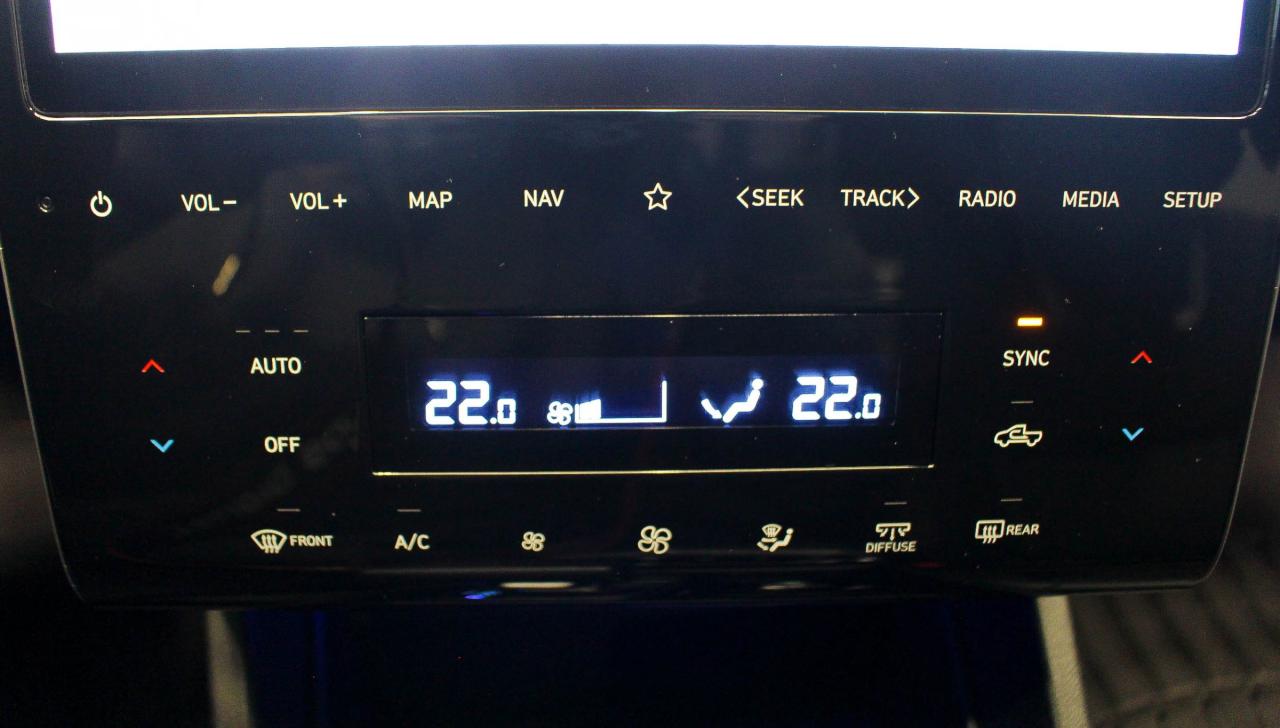 VOL− VOL+ MAP NAV <SEEK TRACK> RADIO MEDIA SETUP
AUTO SYNC
22.0 22.0
OFF
FRONT A/C DIFFUSE REAR